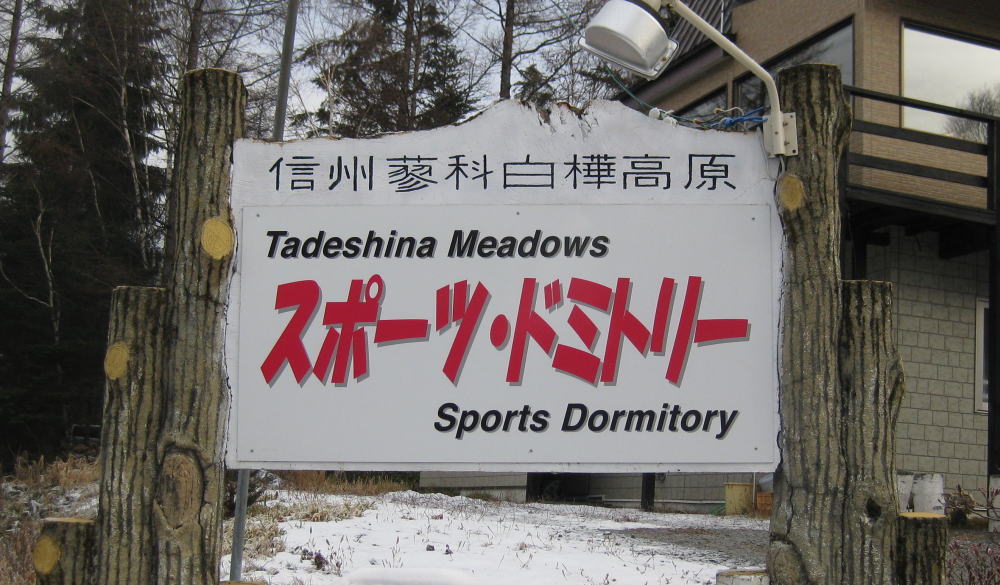 信州蓼科白樺高原
Tadeshina Meadows
スポーツ・ドミトリー
Sports Dormitory